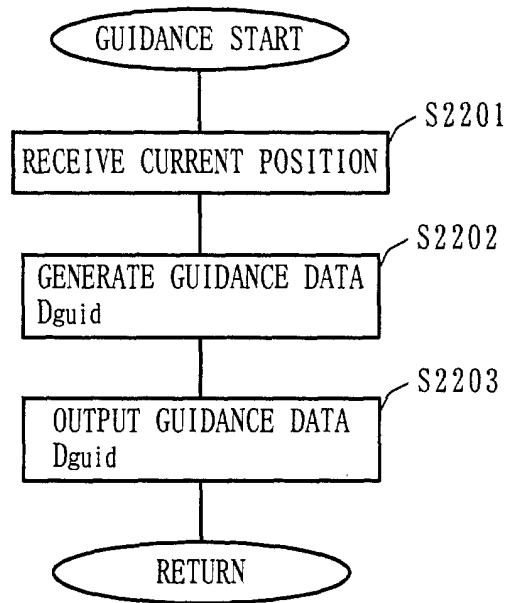 GUIDANCE START
S2201
RECEIVE CURRENT POSITION
S2202
GENERATE GUIDANCE DATA
Dguid
S2203
OUTPUT GUIDANCE DATA
Dguid
RETURN